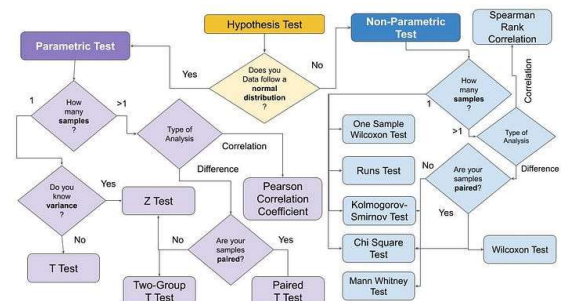 Hypothesis Test
Parametric Test
Non-Parametric
Test
Spearman
Rank
Correlation
Yes
Does you
Data follow a
normal
distribution ?
No
How
many
samples
?
1
>1
Type of
Analysis
Correlation
Difference
Do you
know
variance
?
Yes
No
Z Test
T Test
Pearson
Correlation
Coefficient
Are your
samples
paired?
No
Yes
Two-Group
T Test
Paired
T Test
How
many
samples
?
1
>1
Type of
Analysis
Correlation
Difference
One Sample
Wilcoxon Test
Runs Test
Kolmogorov-
Smirnov Test
Chi Square
Test
Mann Whitney
Test
Are your
samples
paired?
No
Yes
Wilcoxon Test